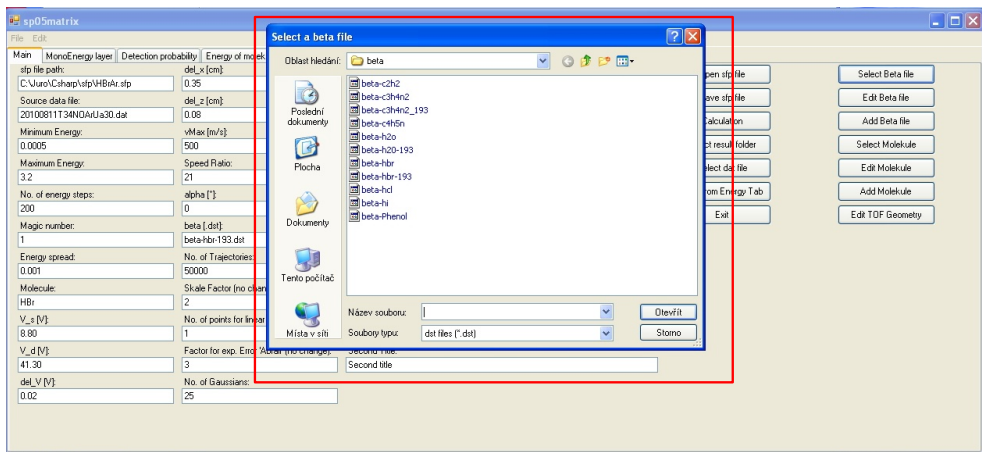 sp05matrix
File Edit
Main MonoEnergy layer Detection probability Energy of molek
sfp file path:
C:\Juro\Csharp\sfp\HBrAr.sfp
Source data file:
20100811T34NOArUa30.dat
Minimum Energy:
0.0005
Maximum Energy:
3.2
No. of energy steps:
200
Magic number:
1
Energy spread:
0.001
Molecule:
HBr
V_s [V]:
8.80
V_d [V]:
41.30
del_V [V]:
0.02
del_x [cm]:
0.35
del_z [cm]:
0.08
vMax [m/s]:
500
Speed Ratio:
21
alpha [°]:
0
beta [.dst]:
beta-hbr-193.dst
No. of Trajectories:
50000
Skale Factor (no chan
2
No. of points for linear
1
Factor for exp. Error 'Abfall' (no change):
3
No. of Gaussians:
25
Second Title:
Second title
Select a beta file
Oblast hledání: beta
Poslední dokumenty
Plocha
Dokumenty
Tento počítač
Místa v síti
beta-c2h2
beta-c3h4n2
beta-c3h4n2_193
beta-c4h5n
beta-h2o
beta-h20-193
beta-hbr
beta-hbr-193
beta-hcl
beta-hi
beta-Phenol
Název souboru: Otevřít
Soubory typu: dst files (*.dst) Storno
pen sfp file
ave sfp file
Calculation
ct result folder
elect dat file
om Energy Tab
Exit
Select Beta file
Edit Beta file
Add Beta file
Select Molekule
Edit Molekule
Add Molekule
Edit TOF Geometry